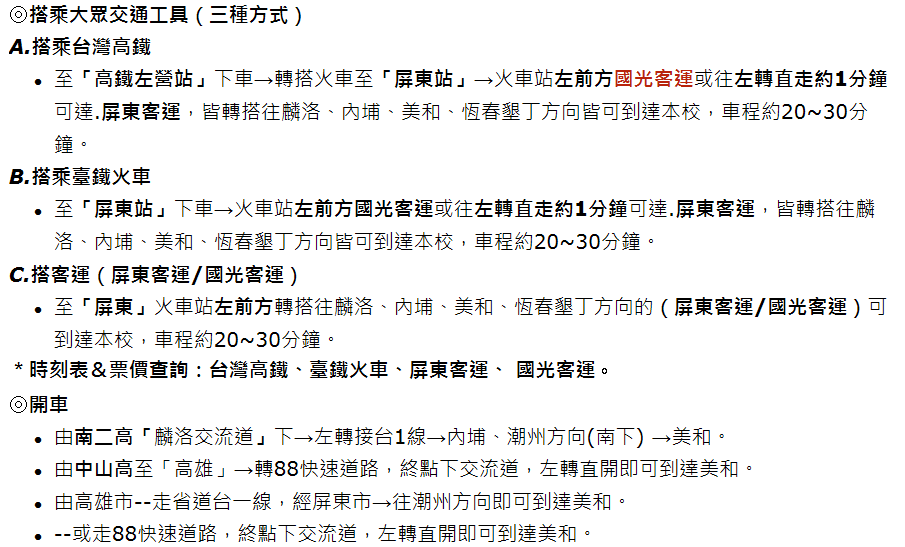 ◎搭乘大眾交通工具（三種方式）
A.搭乘台灣高鐵
● 至「高鐵左營站」下車→轉搭火車至「屏東站」→火車站左前方國光客運或往左轉直走約1分鐘
可達.屏東客運，皆轉搭往麟洛、內埔、美和、恆春墾丁方向皆可到達本校，車程約20~30分
鐘。
B.搭乘臺鐵火車
● 至「屏東站」下車→火車站左前方國光客運或往左轉直走約1分鐘可達.屏東客運，皆轉搭往麟
洛、內埔、美和、恆春墾丁方向皆可到達本校，車程約20~30分鐘。
C.搭客運（屏東客運/國光客運）
● 至「屏東」火車站左前方轉搭往麟洛、內埔、美和、恆春墾丁方向的（屏東客運/國光客運）可
到達本校，車程約20~30分鐘。
＊時刻表＆票價查詢：台灣高鐵、臺鐵火車、屏東客運、 國光客運。
◎開車
● 由南二高「麟洛交流道」下→左轉接台1線→內埔、潮州方向(南下) →美和。
● 由中山高至「高雄」→轉88快速道路，終點下交流道，左轉直開即可到達美和。
● 由高雄市--走省道台一線，經屏東市→往潮州方向即可到達美和。
● --或走88快速道路，終點下交流道，左轉直開即可到達美和。